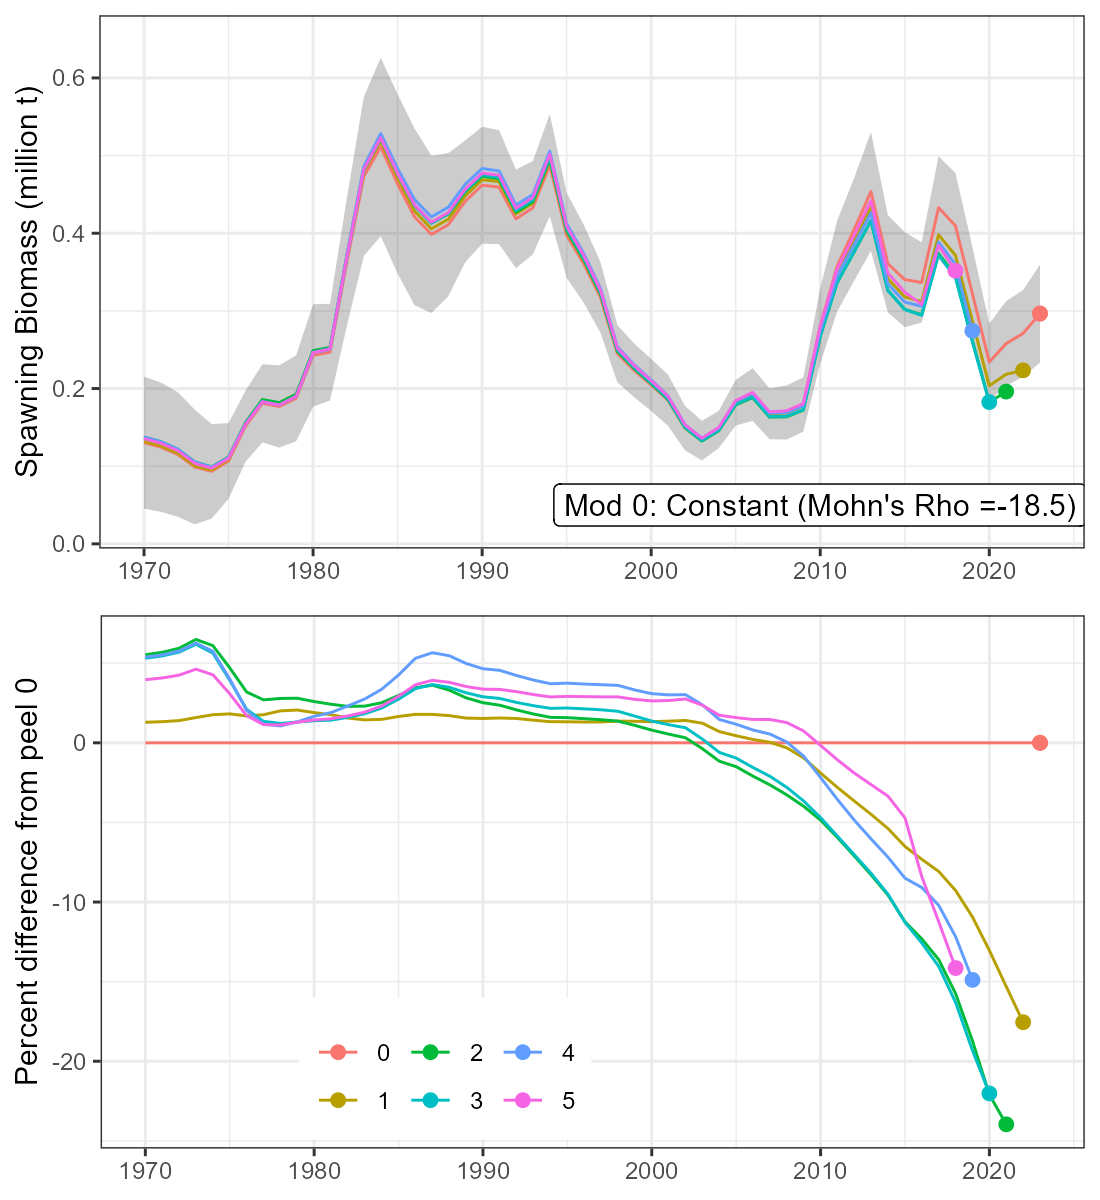 Spawning Biomass (million t)
0.6
0.4
0.2
0.0
Mod 0: Constant (Mohn's Rho =-18.5)
1970 1980 1990 2000 2010 2020
Percent difference from peel 0
0
-10
-20
0 2 4
1 3 5
1970 1980 1990 2000 2010 2020